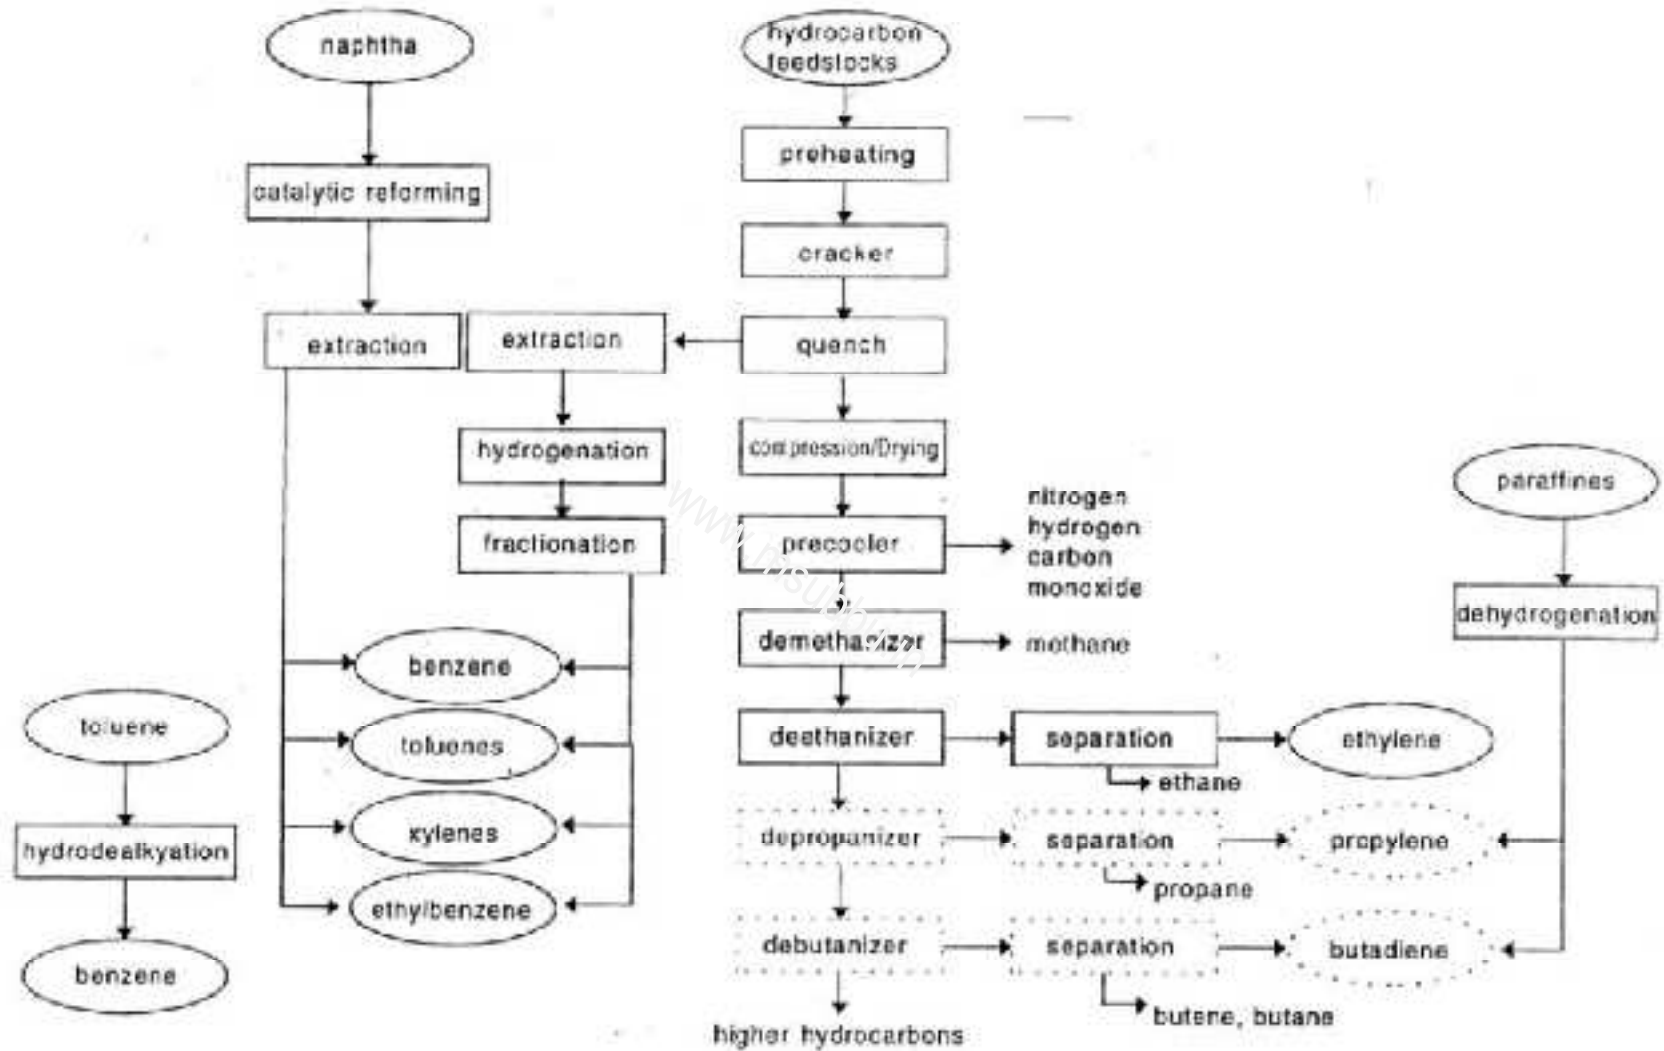 naphtha
hydrocarbon
feedstocks
preheating
catalytic reforming
cracker
extraction
extraction
quench
hydrogenation
compression/Drying
paraffines
nitrogen
hydrogen
carbon
monoxide
fractionation
precooler
dehydrogenation
demethanizer
methane
benzene
toluene
toluenes
deethanizer
separation
ethylene
ethane
hydrodealkyation
xylenes
depropanizer
separation
propylene
propane
ethylbenzene
benzene
debutanizer
separation
butadiene
butene, butane
higher hydrocarbons